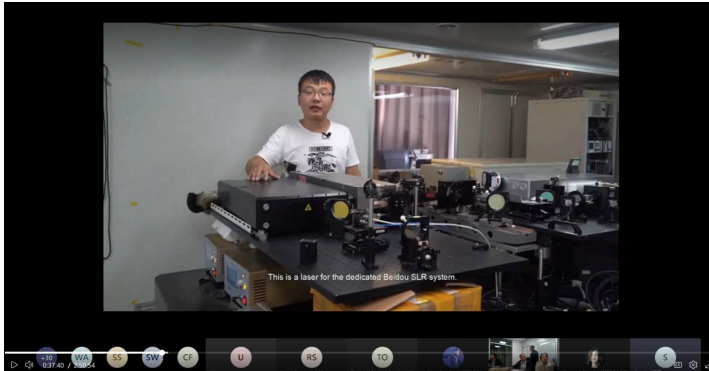 This is a laser for the dedicated Beidou SLR system.
+30
WA
SS
SW
CF
U
RS
TO
S
0:37:40 / 2:50:54